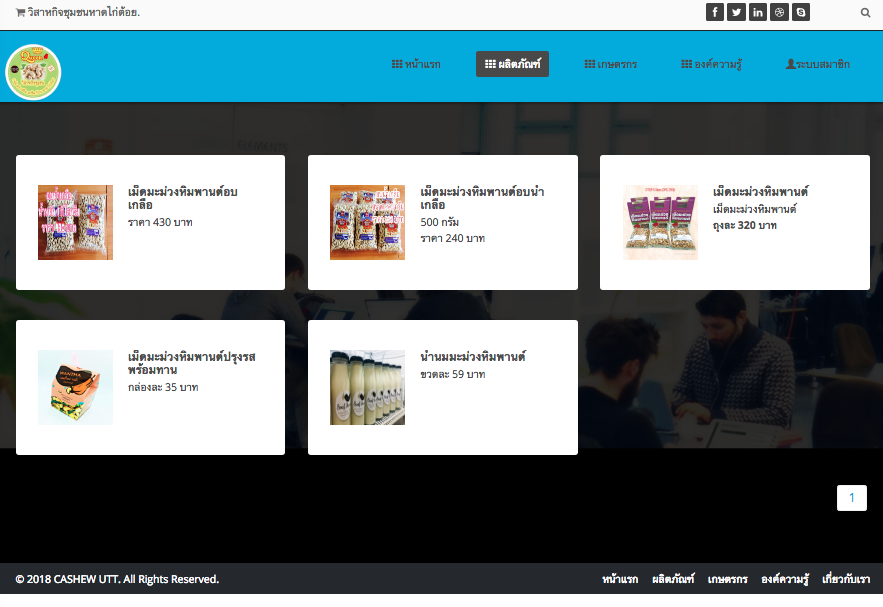 วิสาหกิจชุมชนหาดไก่ต้อย.
หน้าแรก ผลิตภัณฑ์ เกษตรกร องค์ความรู้ ระบบสมาชิก
เม็ดมะม่วงหิมพานต์อบ
เกลือ
ราคา 430 บาท
เม็ดมะม่วงหิมพานต์อบน้ำ
เกลือ
500 กรัม
ราคา 240 บาท
เม็ดมะม่วงหิมพานต์
เม็ดมะม่วงหิมพานต์
ถุงละ 320 บาท
เม็ดมะม่วงหิมพานต์ปรุงรส
พร้อมทาน
กล่องละ 35 บาท
น้ำนมมะม่วงหิมพานต์
ขวดละ 59 บาท
1
© 2018 CASHEW UTT. All Rights Reserved.
หน้าแรก ผลิตภัณฑ์ เกษตรกร องค์ความรู้ เกี่ยวกับเรา